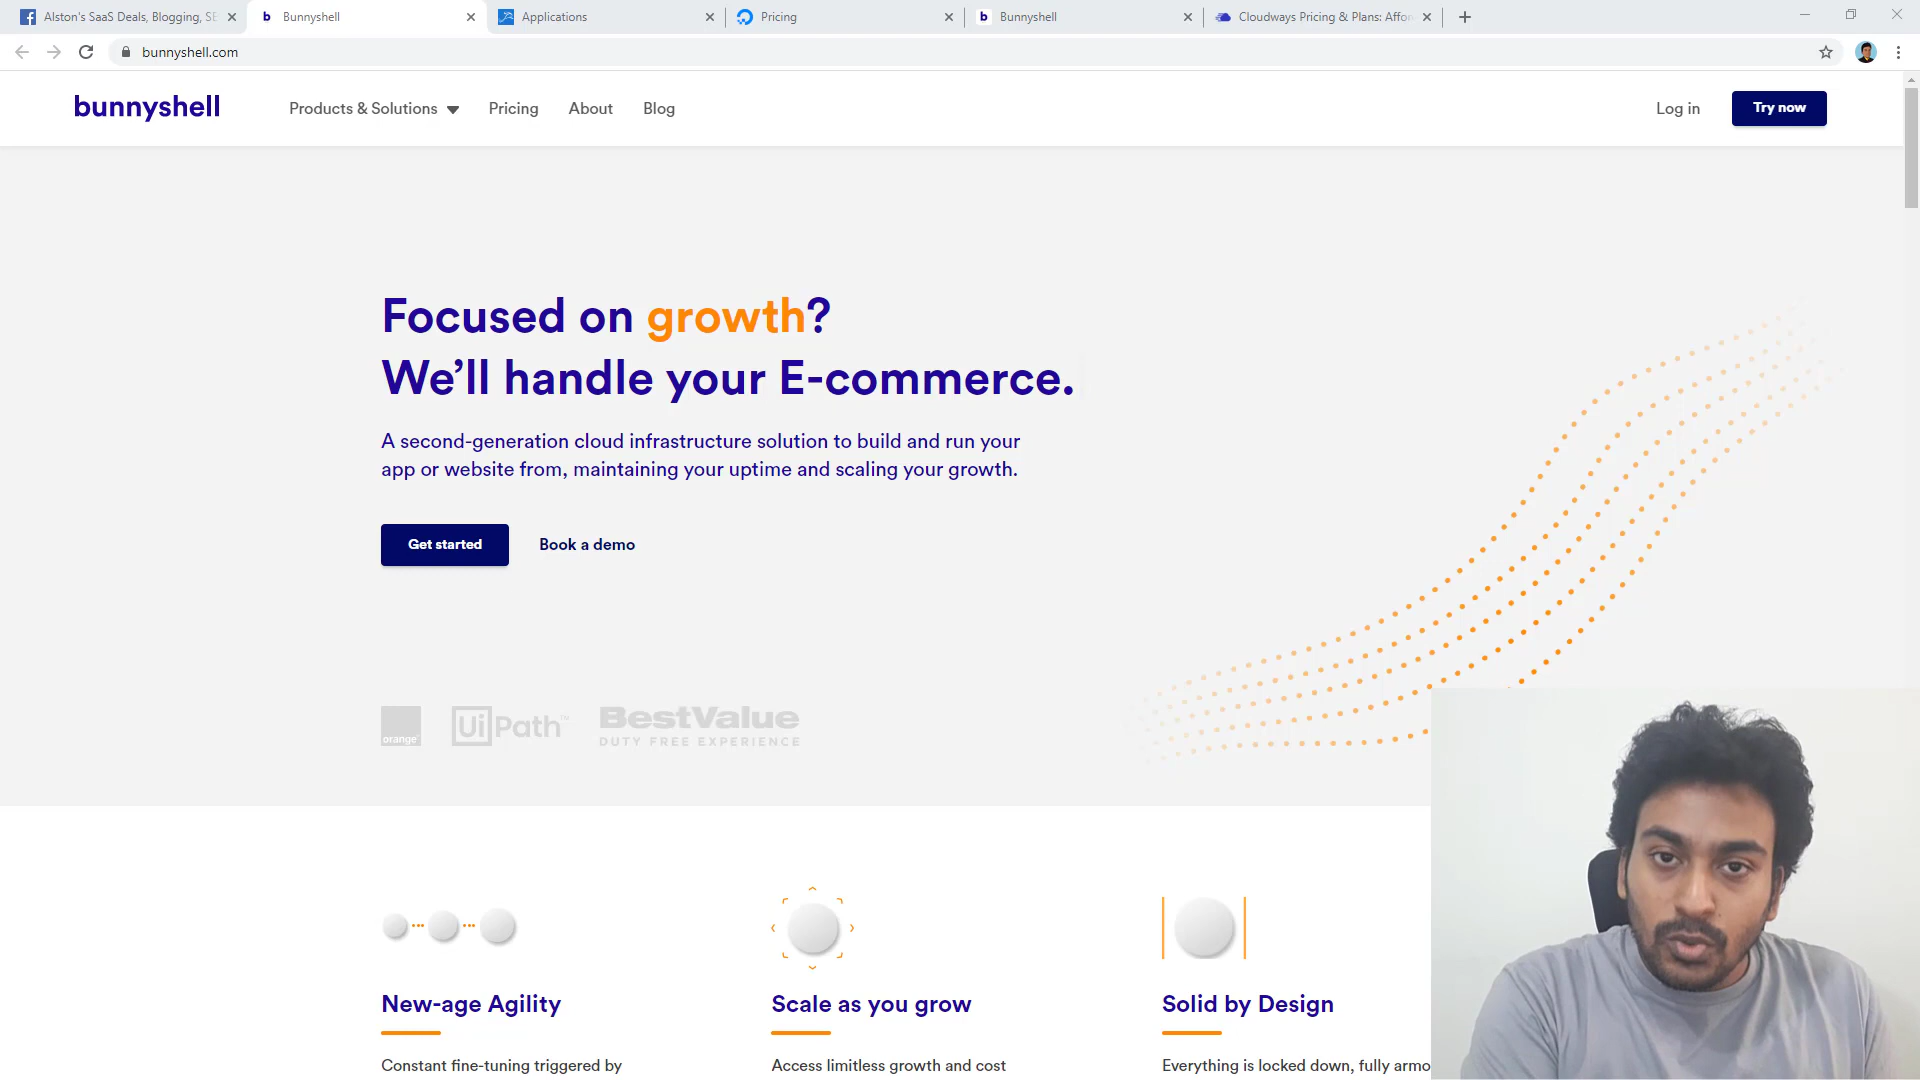 Alston's SaaS Deals, Blogging, SE
Bunnyshell
Applications
Pricing
Bunnyshell
Cloudways Pricing & Plans: Affor
bunnyshell.com
bunnyshell
Products & Solutions
Pricing
About
Blog
Log in
Try now
Focused on growth?
We’ll handle your E-commerce.
A second-generation cloud infrastructure solution to build and run your
app or website from, maintaining your uptime and scaling your growth.
Get started
Book a demo
orange™
UiPath™
BestValue
DUTY FREE EXPERIENCE
New-age Agility
Scale as you grow
Solid by Design
Constant fine-tuning triggered by
Access limitless growth and cost
Everything is locked down, fully armo